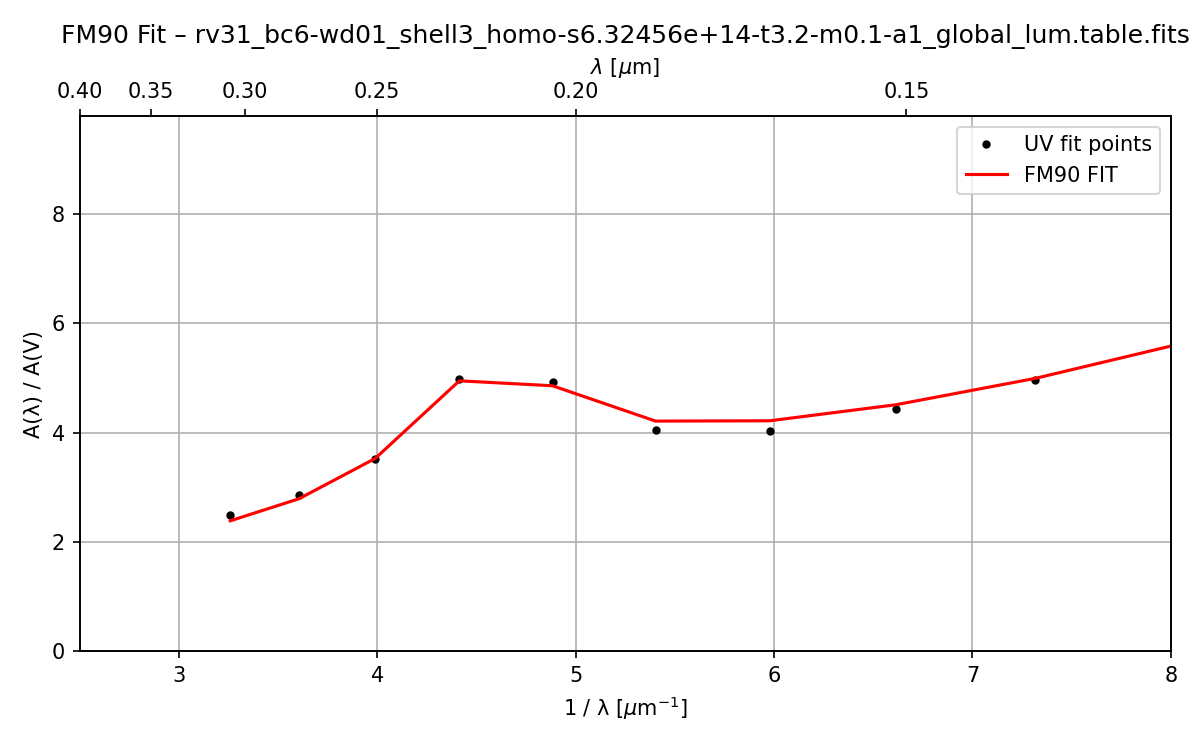 FM90 Fit – rv31_bc6-wd01_shell3_homo-s6.32456e+14-t3.2-m0.1-a1_global_lum.table.fits
λ [μm]
0.40 0.35 0.30 0.25 0.20 0.15
UV fit points
FM90 FIT
8
6
4
2
0
A(λ) / A(V)
3 4 5 6 7 8
1 / λ [μm⁻¹]